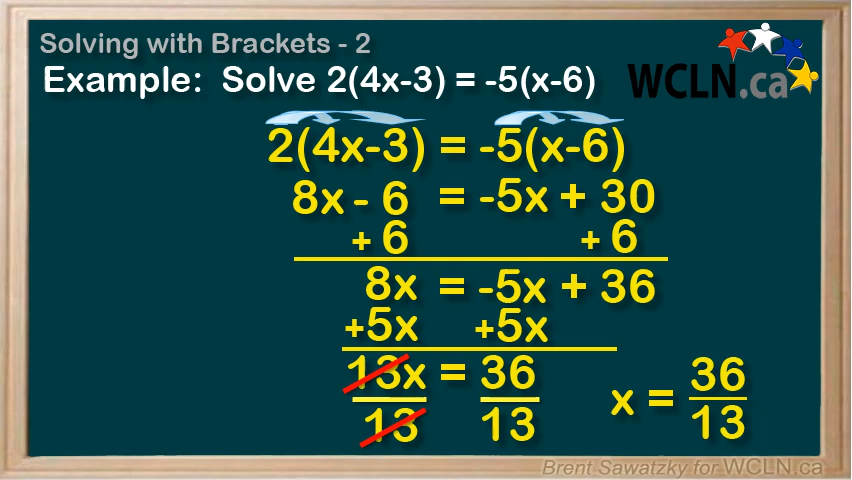 Solving with Brackets - 2
Example: Solve 2(4x-3) = -5(x-6)
WCLN.ca
2(4x-3) = -5(x-6)
8x - 6 = -5x + 30
+ 6 + 6
8x = -5x + 36
+5x +5x
13x = 36
13 13
x = 36
13
Brent Sawatzky for WCLN.ca